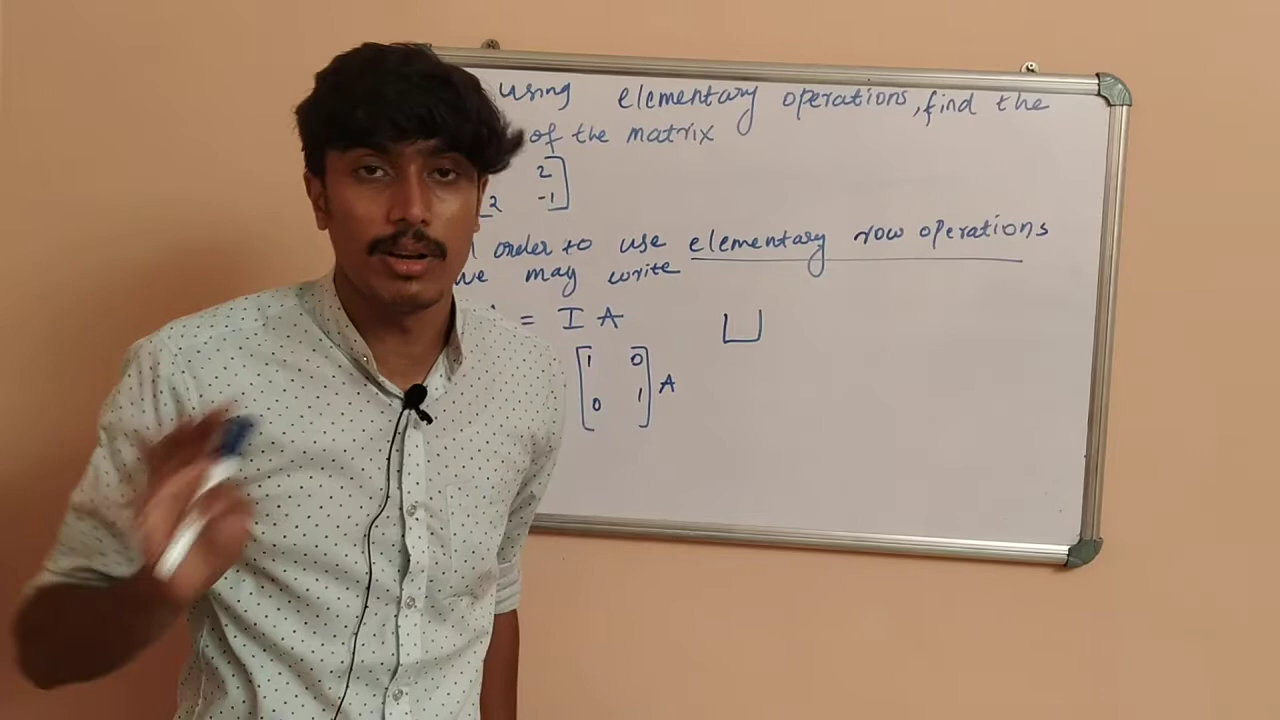 using elementary operations, find the
of the matrix
2
2 -1
order to use elementary row operations
we may write
= I A
1 0
0 1 A